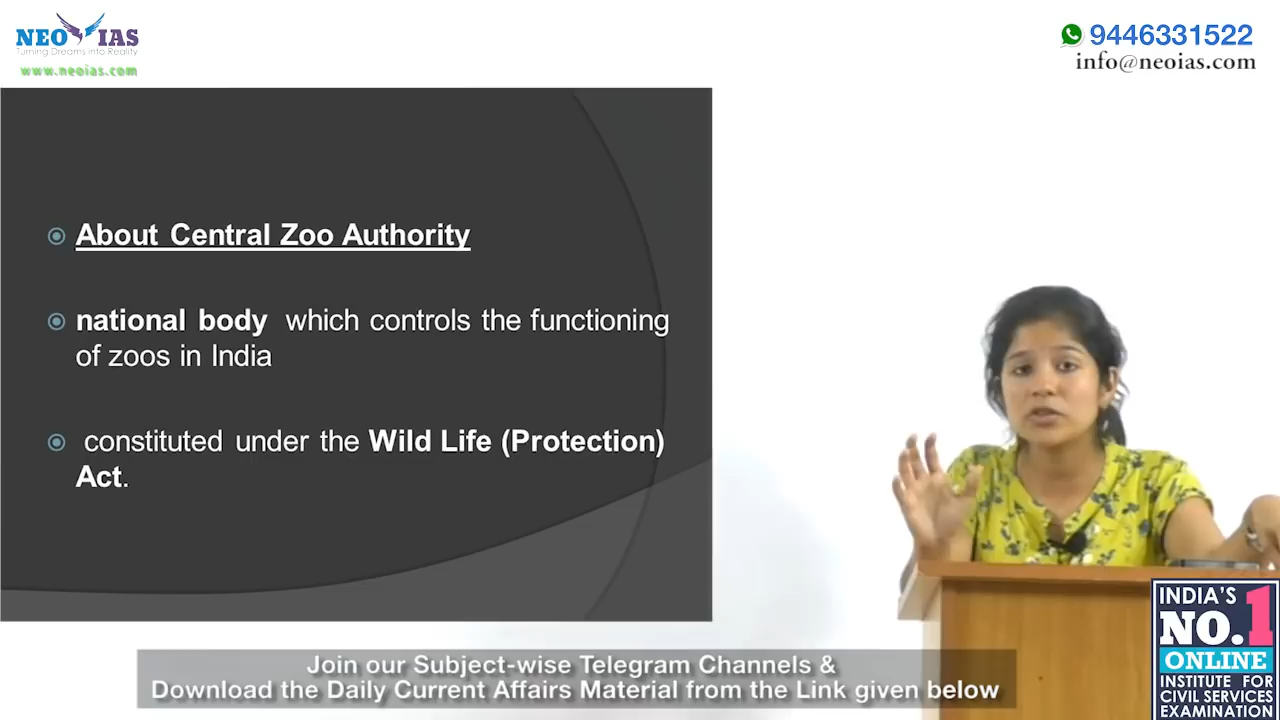 NEO IAS
Turning Dreams into Reality
www.neoias.com
9446331522
info@neoias.com
About Central Zoo Authority
national body which controls the functioning
of zoos in India
constituted under the Wild Life (Protection)
Act.
INDIA'S
NO.1
ONLINE
INSTITUTE FOR
CIVIL SERVICES
EXAMINATION
Join our Subject-wise Telegram Channels &
Download the Daily Current Affairs Material from the Link given below